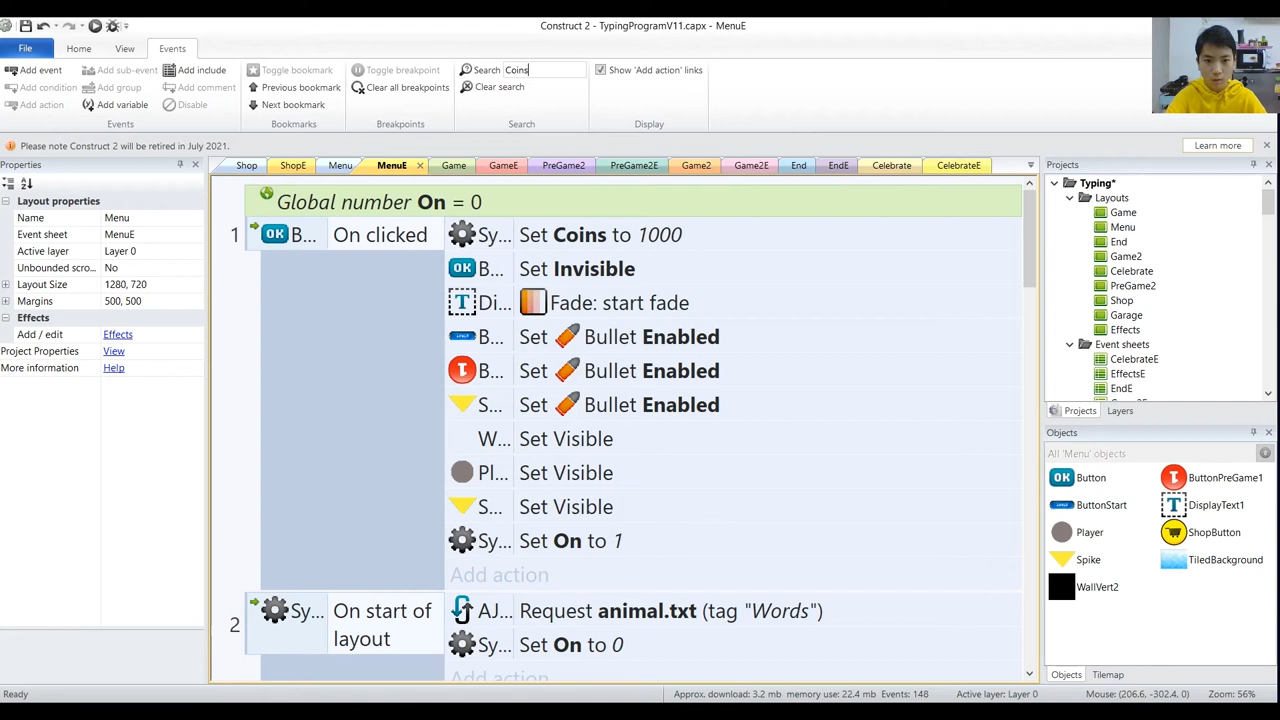 Construct 2 - TypingProgramV11.capx - MenuE
File Home View Events
Add event Add sub-event Add include Toggle bookmark Toggle breakpoint Search Coins Show 'Add action' links
Add condition Add group Add comment Previous bookmark Clear all breakpoints Clear search
Add action Add variable Disable Next bookmark
Events Bookmarks Breakpoints Search Display
Please note Construct 2 will be retired in July 2021. Learn more
Properties
Shop ShopE Menu MenuE Game GameE PreGame2 PreGame2E Game2 Game2E End EndE Celebrate CelebrateE
Layout properties
Name Menu
Event sheet MenuE
Active layer Layer 0
Unbounded scro... No
Layout Size 1280, 720
Margins 500, 500
Effects
Add / edit Effects
Project Properties View
More information Help
Global number On = 0
1 OK B... On clicked Sy... Set Coins to 1000
OK B... Set Invisible
T Di... Fade: start fade
B... Set Bullet Enabled
1 B... Set Bullet Enabled
S... Set Bullet Enabled
W... Set Visible
Pl... Set Visible
S... Set Visible
Sy... Set On to 1
Add action
2 Sy... On start of layout AJ... Request animal.txt (tag "Words")
Sy... Set On to 0
Add action
Projects
Typing*
Layouts
Game
Menu
End
Game2
Celebrate
PreGame2
Shop
Garage
Effects
Event sheets
CelebrateE
EffectsE
EndE
Projects Layers
Objects
All 'Menu' objects
OK Button 1 ButtonPreGame1
ButtonStart T DisplayText1
Player ShopButton
Spike TiledBackground
WallVert2
Objects Tilemap
Ready Approx. download: 3.2 mb memory use: 22.4 mb Events: 148 Active layer: Layer 0 Mouse: (206.6, -302.4, 0) Zoom: 56%